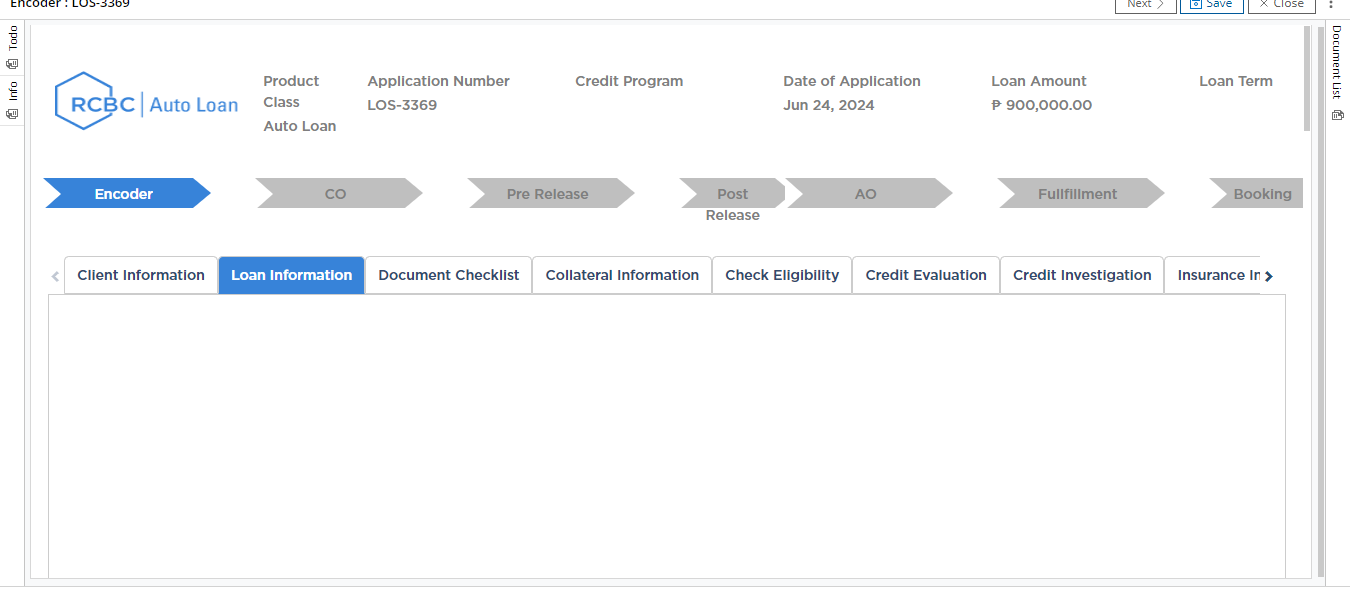 Encoder : LOS-3369
Next
Save
Close
Todo
Info
Document List
RCBC | Auto Loan
Product Class
Auto Loan
Application Number
LOS-3369
Credit Program
Date of Application
Jun 24, 2024
Loan Amount
₱ 900,000.00
Loan Term
Encoder
CO
Pre Release
Post
Release
AO
Fullfillment
Booking
Client Information
Loan Information
Document Checklist
Collateral Information
Check Eligibility
Credit Evaluation
Credit Investigation
Insurance In